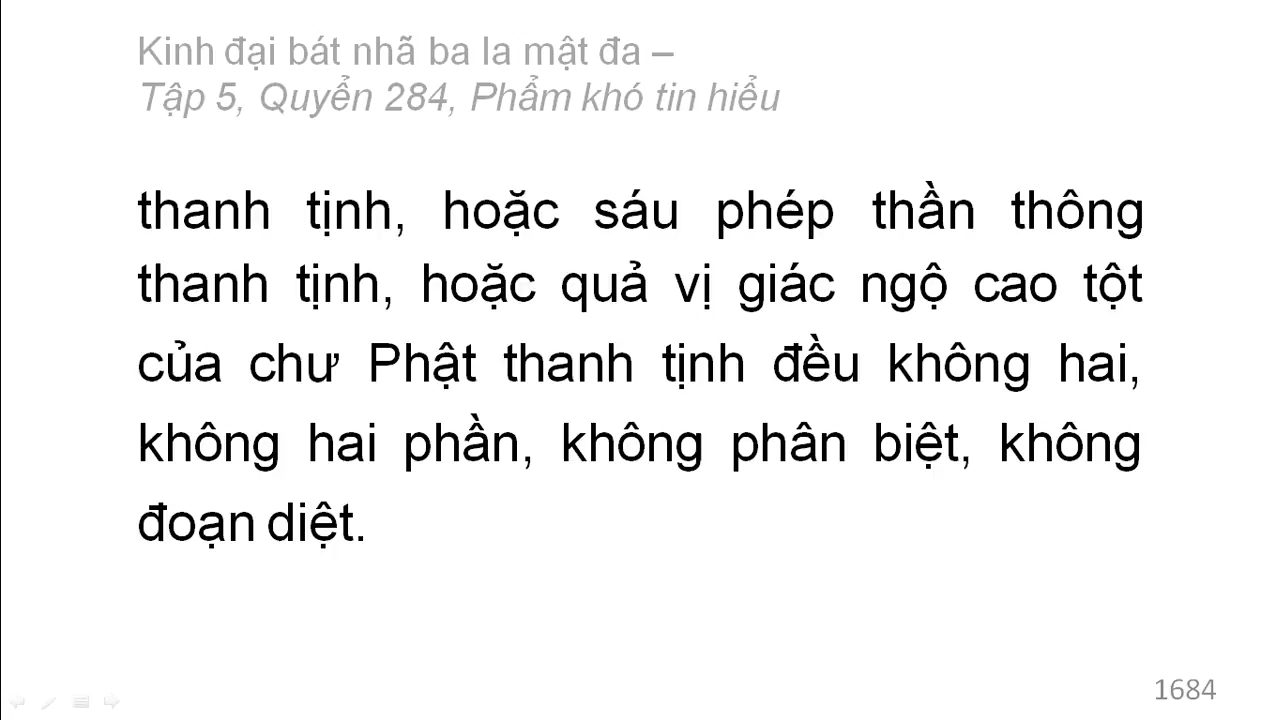 Kinh đại bát nhã ba la mật đa –
Tập 5, Quyển 284, Phẩm khó tin hiểu
thanh tịnh, hoặc sáu phép thần thông
thanh tịnh, hoặc quả vị giác ngộ cao tột
của chư Phật thanh tịnh đều không hai,
không hai phần, không phân biệt, không
đoạn diệt.
1684